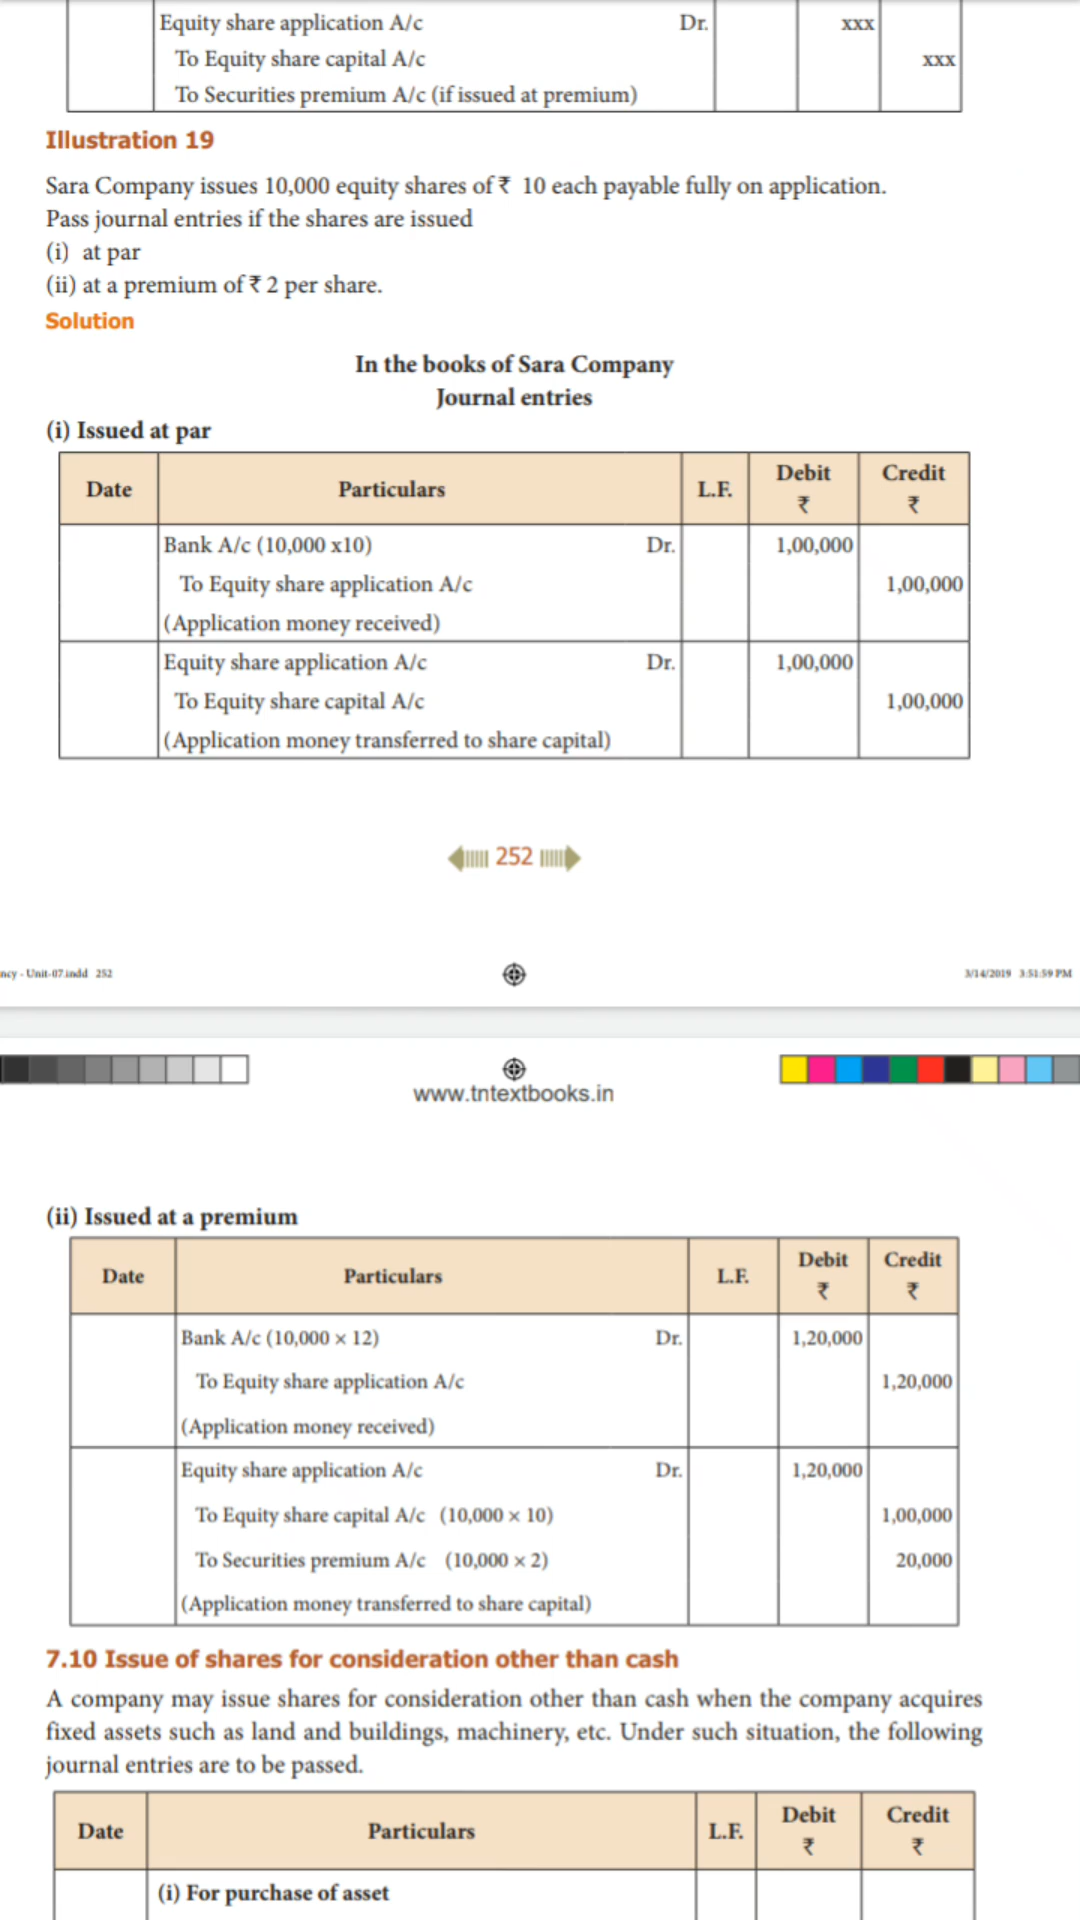 Equity share application A/c Dr. xxx
To Equity share capital A/c xxx
To Securities premium A/c (if issued at premium)
Illustration 19
Sara Company issues 10,000 equity shares of ₹ 10 each payable fully on application.
Pass journal entries if the shares are issued
(i) at par
(ii) at a premium of ₹ 2 per share.
Solution
In the books of Sara Company
Journal entries
(i) Issued at par
Date Particulars L.F. Debit ₹ Credit ₹
Bank A/c (10,000 x10) Dr. 1,00,000
To Equity share application A/c 1,00,000
(Application money received)
Equity share application A/c Dr. 1,00,000
To Equity share capital A/c 1,00,000
(Application money transferred to share capital)
252
ncy - Unit-07.indd 252 3/14/2019 3:51:59 PM
www.tntextbooks.in
(ii) Issued at a premium
Date Particulars L.F. Debit ₹ Credit ₹
Bank A/c (10,000 × 12) Dr. 1,20,000
To Equity share application A/c 1,20,000
(Application money received)
Equity share application A/c Dr. 1,20,000
To Equity share capital A/c (10,000 × 10) 1,00,000
To Securities premium A/c (10,000 × 2) 20,000
(Application money transferred to share capital)
7.10 Issue of shares for consideration other than cash
A company may issue shares for consideration other than cash when the company acquires
fixed assets such as land and buildings, machinery, etc. Under such situation, the following
journal entries are to be passed.
Date Particulars L.F. Debit ₹ Credit ₹
(i) For purchase of asset